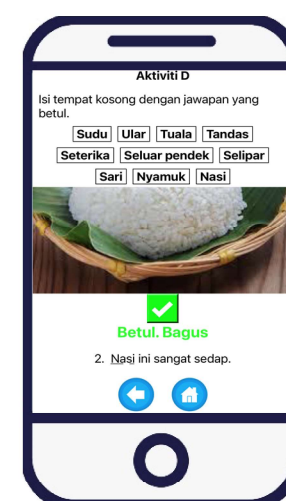 Aktiviti D
Isi tempat kosong dengan jawapan yang
betul.
Sudu Ular Tuala Tandas
Seterika Seluar pendek Selipar
Sari Nyamuk Nasi
Betul. Bagus
2. Nasi ini sangat sedap.